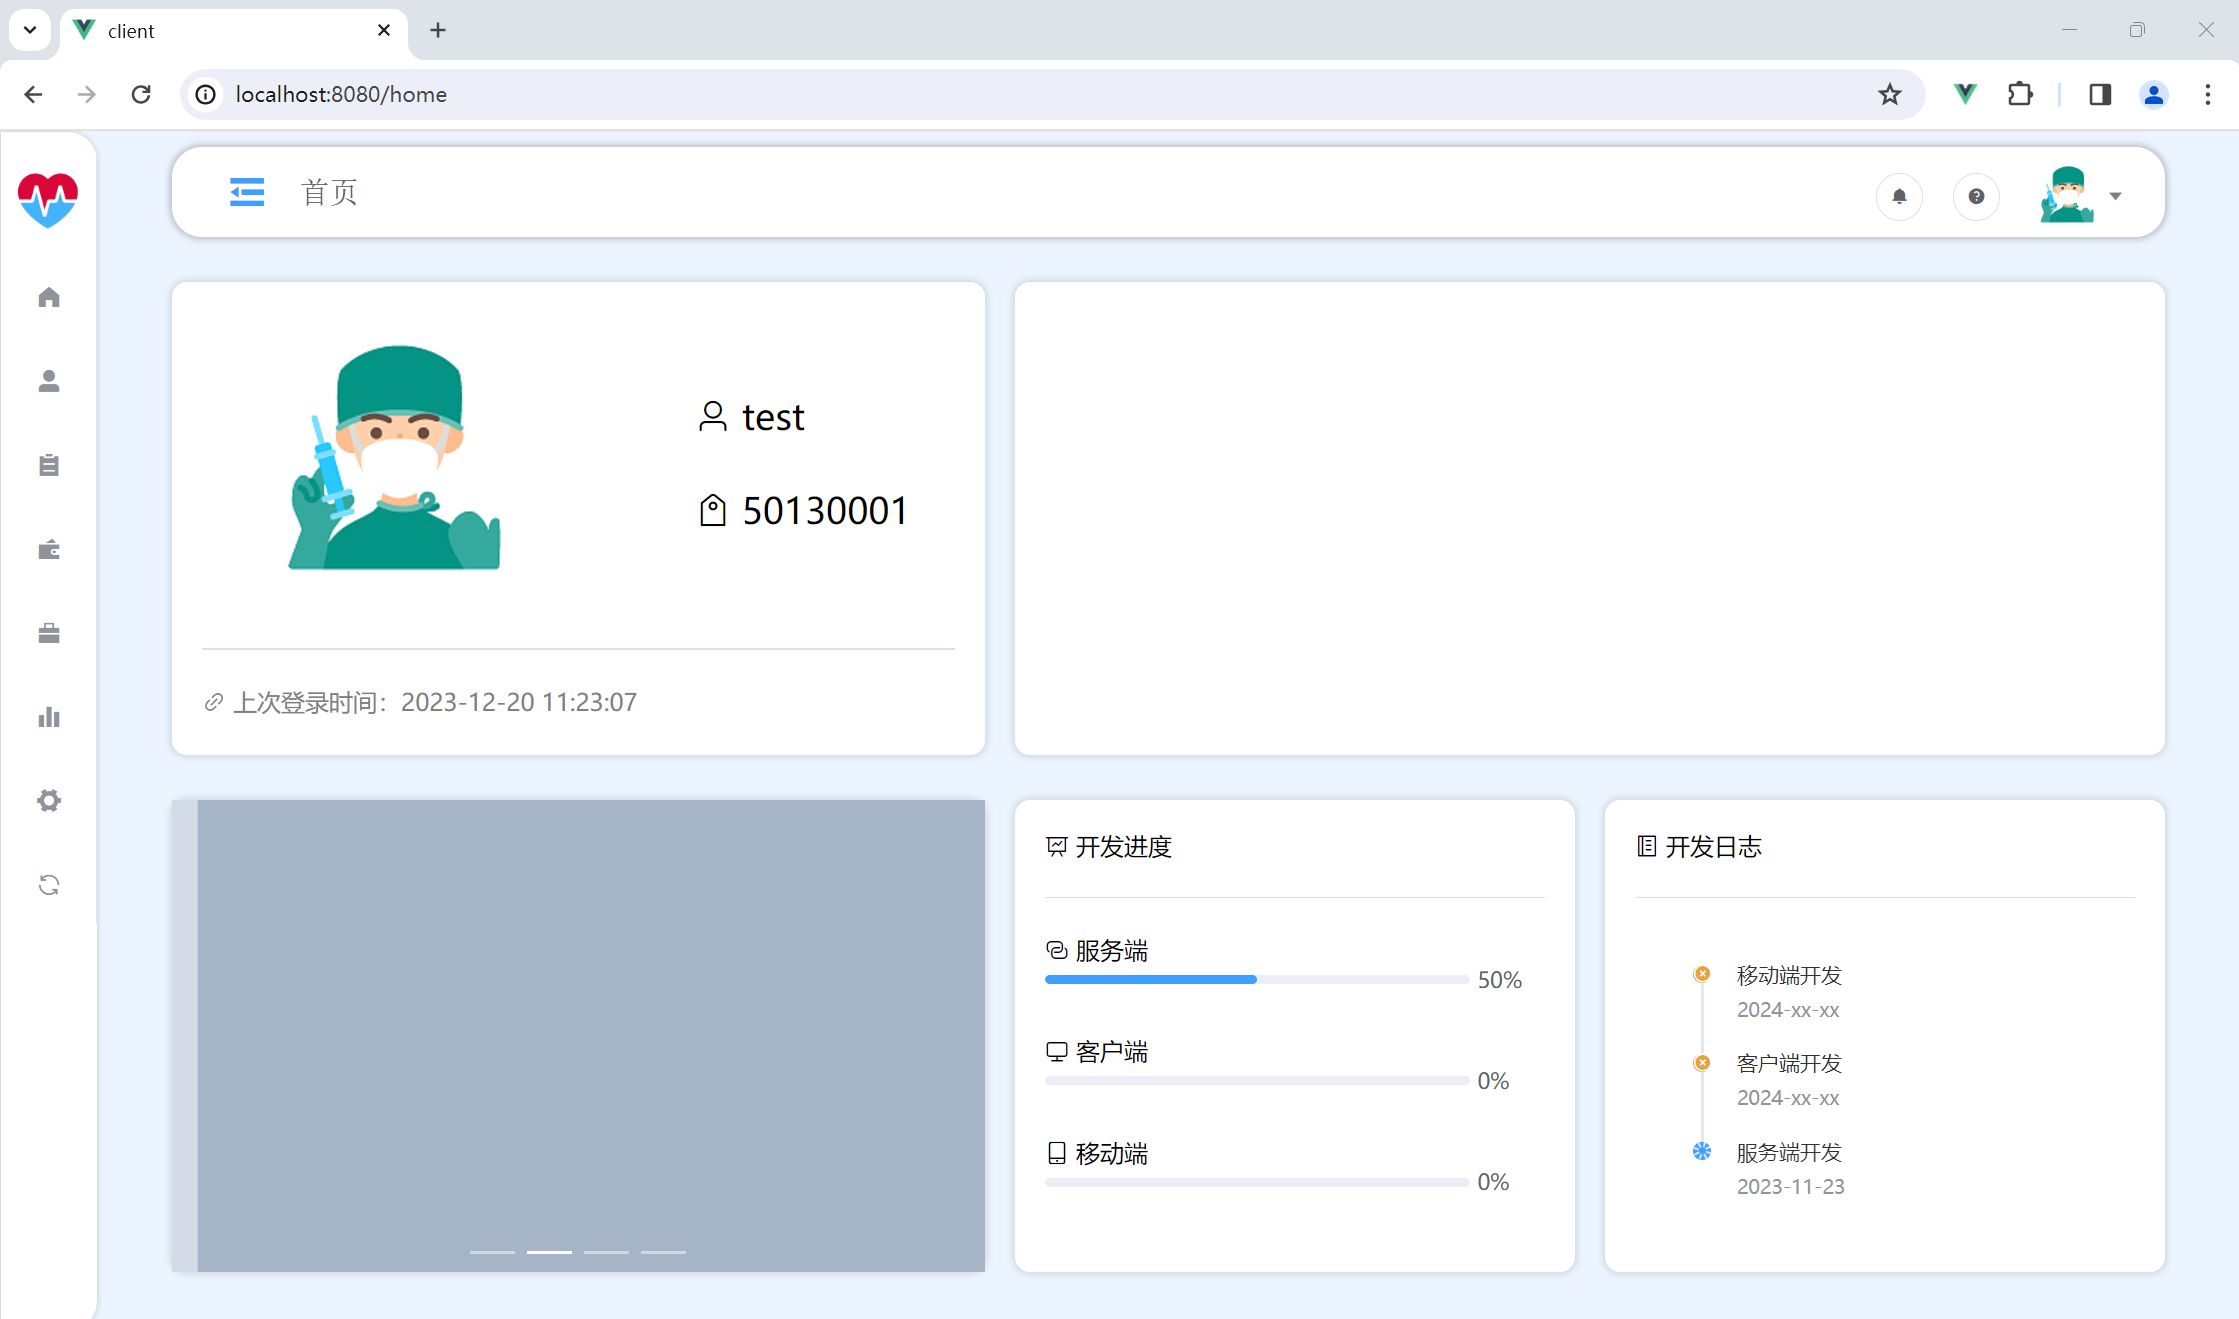 client
localhost:8080/home
首页
test
50130001
上次登录时间：2023-12-20 11:23:07
开发进度
服务端
50%
客户端
0%
移动端
0%
开发日志
移动端开发
2024-xx-xx
客户端开发
2024-xx-xx
服务端开发
2023-11-23